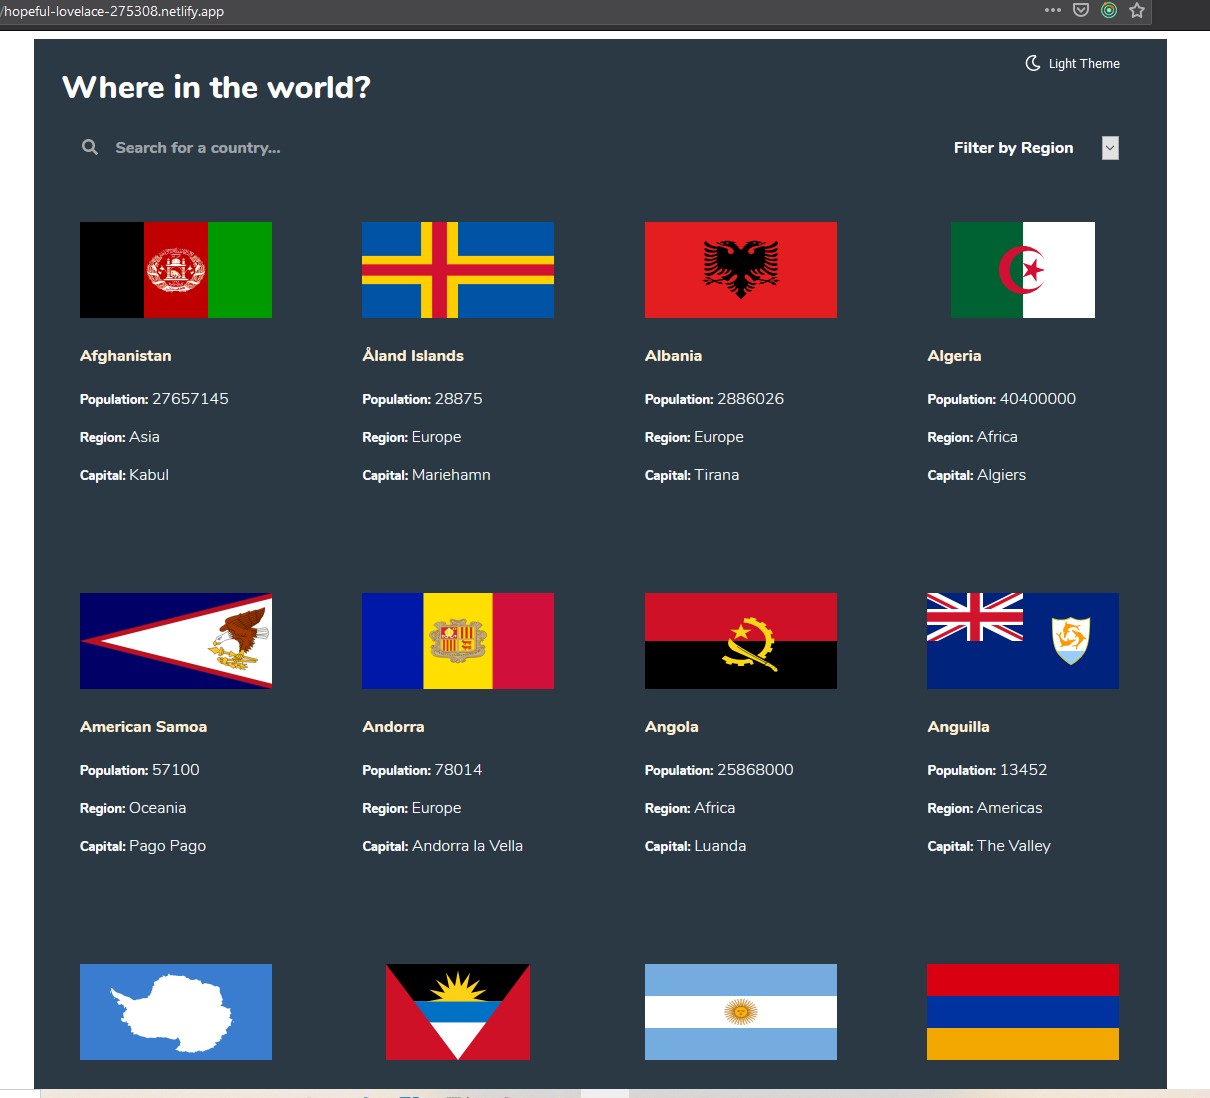 /hopeful-lovelace-275308.netlify.app
Light Theme
Where in the world?
Search for a country...
Filter by Region
Afghanistan
Population: 27657145
Region: Asia
Capital: Kabul
Åland Islands
Population: 28875
Region: Europe
Capital: Mariehamn
Albania
Population: 2886026
Region: Europe
Capital: Tirana
Algeria
Population: 40400000
Region: Africa
Capital: Algiers
American Samoa
Population: 57100
Region: Oceania
Capital: Pago Pago
Andorra
Population: 78014
Region: Europe
Capital: Andorra la Vella
Angola
Population: 25868000
Region: Africa
Capital: Luanda
Anguilla
Population: 13452
Region: Americas
Capital: The Valley